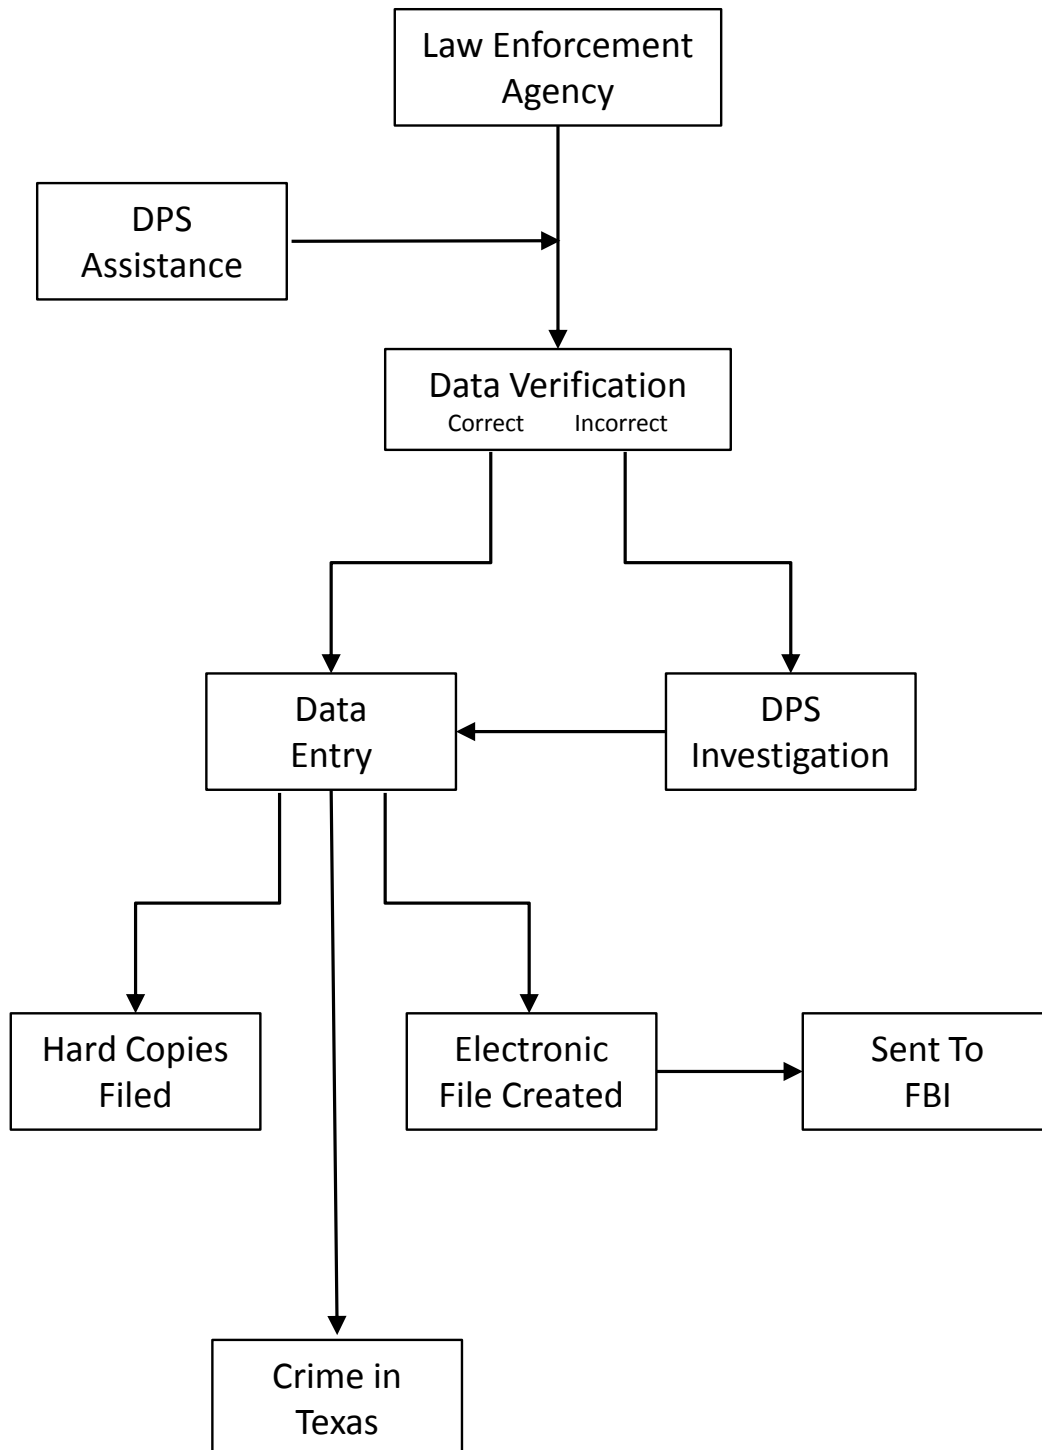 Law Enforcement
Agency
DPS
Assistance
Data Verification
Correct Incorrect
Data
Entry
DPS
Investigation
Hard Copies
Filed
Electronic
File Created
Sent To
FBI
Crime in
Texas